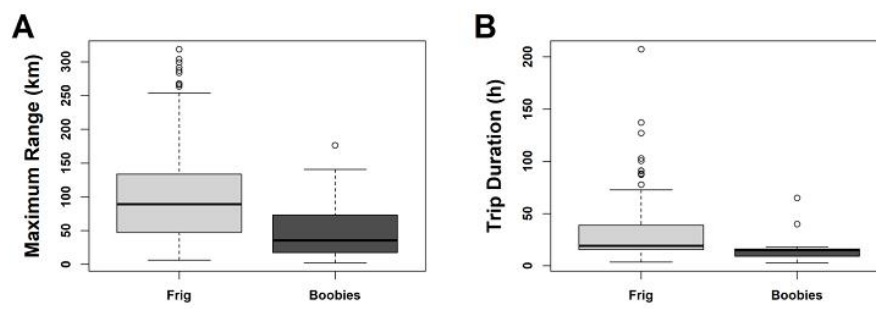 A
Maximum Range (km)
0
50
100
150
200
250
300
Frig
Boobies
B
Trip Duration (h)
0
50
100
150
200
Frig
Boobies